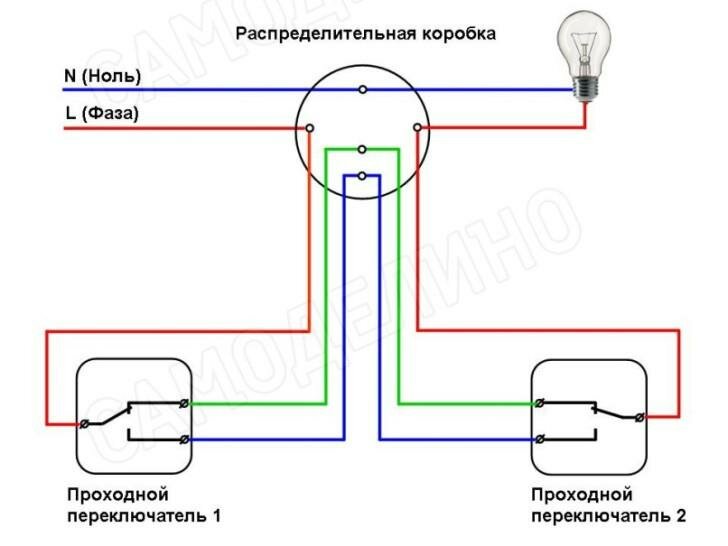 Распределительная коробка
N (Ноль)
L (Фаза)
САМОДЕЛИНО
САМОДЕЛИНО
Проходной
переключатель 1
Проходной
переключатель 2